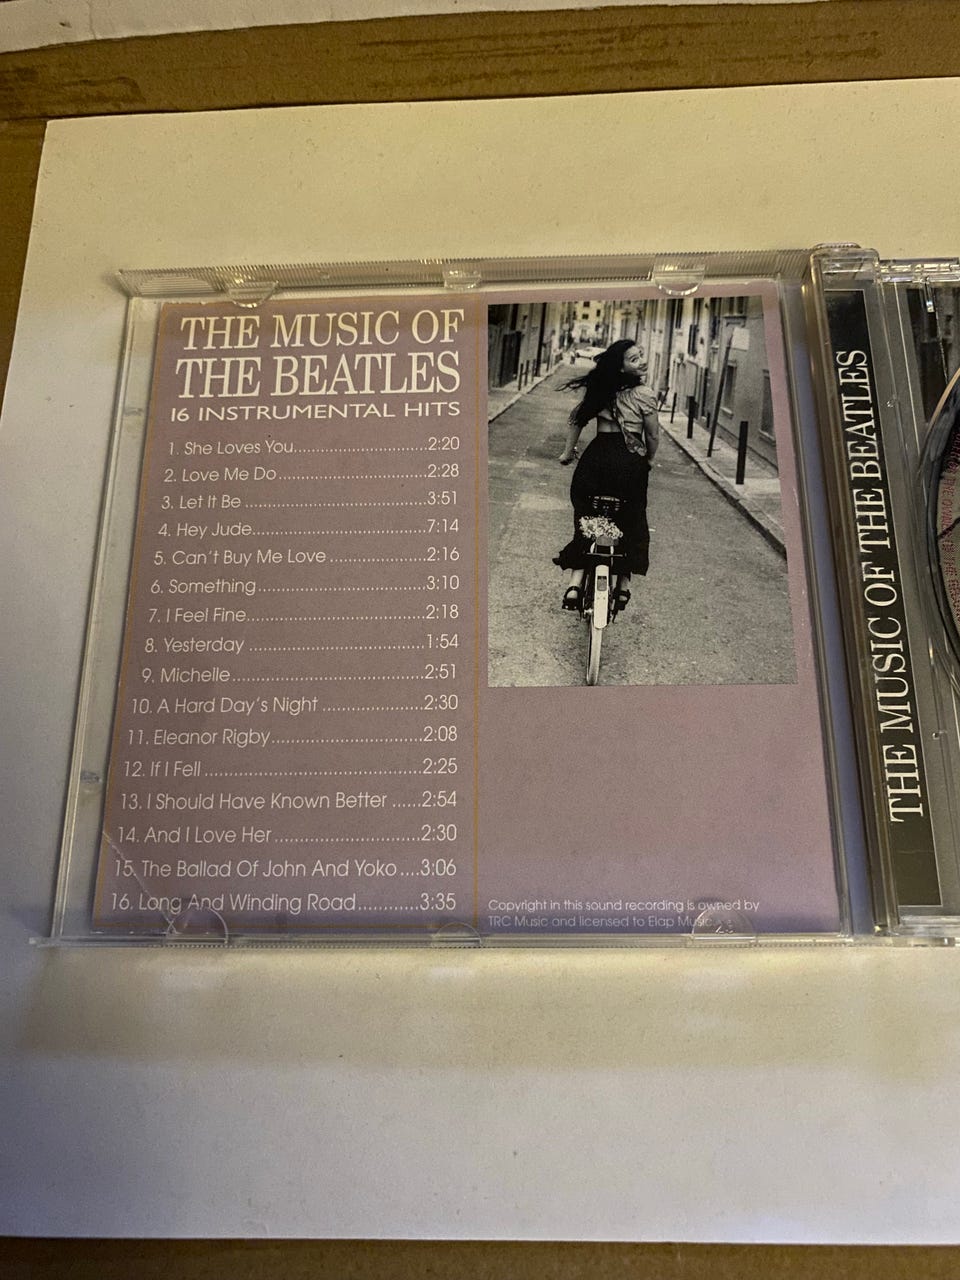 THE MUSIC OF
THE BEATLES
16 INSTRUMENTAL HITS
1. She Loves You..............................2:20
2. Love Me Do.................................2:28
3. Let It Be........................................3:51
4. Hey Jude.......................................7:14
5. Can't Buy Me Love......................2:16
6. Something.....................................3:10
7. I Feel Fine.......................................2:18
8. Yesterday.......................................1:54
9. Michelle..........................................2:51
10. A Hard Day's Night.....................2:30
11. Eleanor Rigby...............................2:08
12. If I Fell............................................2:25
13. I Should Have Known Better......2:54
14. And I Love Her.............................2:30
15. The Ballad Of John And Yoko....3:06
16. Long And Winding Road............3:35
Copyright in this sound recording is owned by
TRC Music and licensed to Elap Music
THE MUSIC OF THE BEATLES